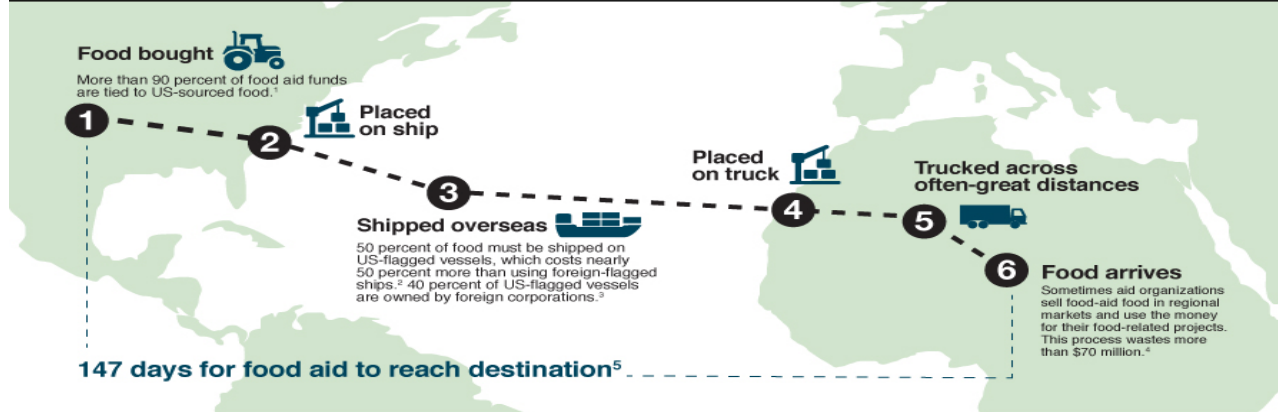 Food bought
More than 90 percent of food aid funds
are tied to US-sourced food.¹
1
2
Placed
on ship
3
Shipped overseas
50 percent of food must be shipped on
US-flagged vessels, which costs nearly
50 percent more than using foreign-flagged
ships.² 40 percent of US-flagged vessels
are owned by foreign corporations.³
Placed
on truck
4
Trucked across
often-great distances
5
6
Food arrives
Sometimes aid organizations
sell food-aid food in regional
markets and use the money
for their food-related projects.
This process wastes more
than $70 million.⁴
147 days for food aid to reach destination⁵